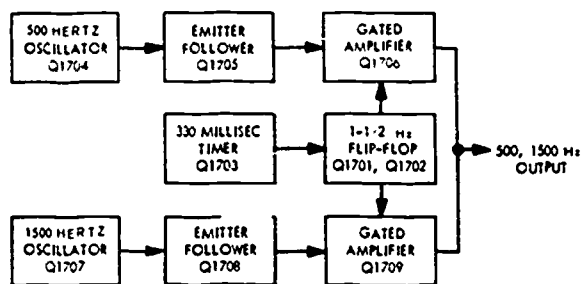 500 HERTZ
OSCILLATOR
Q1704
EMITTER
FOLLOWER
Q1705
GATED
AMPLIFIER
Q1706
330 MILLISEC
TIMER
Q1703
1-1/2 Hz
FLIP-FLOP
Q1701, Q1702
500, 1500 Hz
OUTPUT
1500 HERTZ
OSCILLATOR
Q1707
EMITTER
FOLLOWER
Q1708
GATED
AMPLIFIER
Q1709